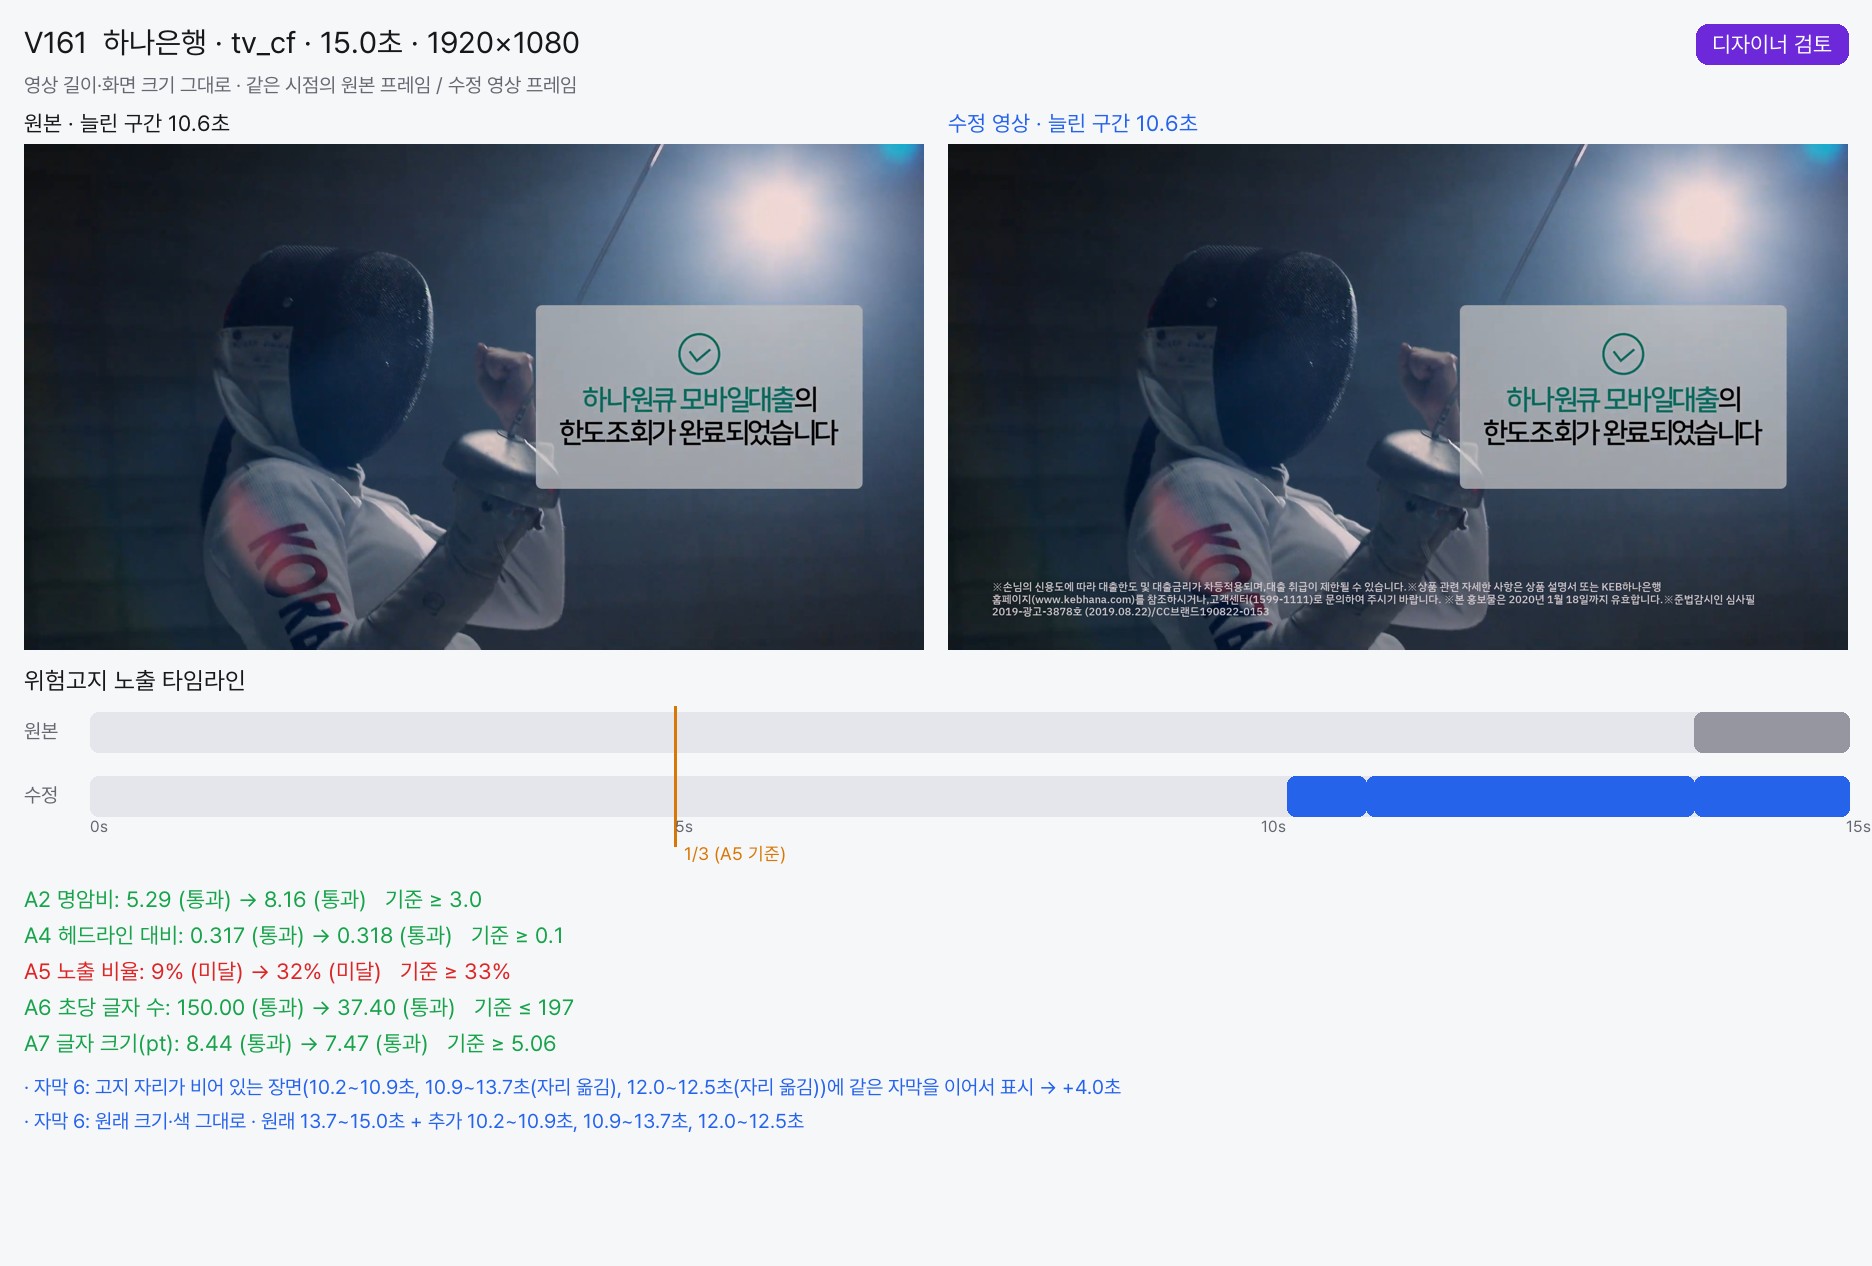 V161 하나은행 · tv_cf · 15.0초 · 1920×1080
디자이너 검토
영상 길이·화면 크기 그대로 · 같은 시점의 원본 프레임 / 수정 영상 프레임
원본 · 늘린 구간 10.6초
수정 영상 · 늘린 구간 10.6초
하나원큐 모바일대출의
한도조회가 완료되었습니다
KORA
하나원큐 모바일대출의
한도조회가 완료되었습니다
※손님의 신용도에 따라 대출한도 및 대출금리가 차등적용되며,대출 취급이 제한될 수 있습니다.※상품 관련 자세한 사항은 상품 설명서 또는 KEB하나은행
홈페이지(www.kebhana.com)를 참조하시거나,고객센터(1599-1111)로 문의하여 주시기 바랍니다. ※본 홍보물은 2020년 1월 18일까지 유효합니다.※준법감시인 심사필
2019-광고-3878호 (2019.08.22)/CC브랜드190822-0153
위험고지 노출 타임라인
원본
수정
0s 5s 10s 15s
1/3 (A5 기준)
A2 명암비: 5.29 (통과) → 8.16 (통과) 기준 ≥ 3.0
A4 헤드라인 대비: 0.317 (통과) → 0.318 (통과) 기준 ≥ 0.1
A5 노출 비율: 9% (미달) → 32% (미달) 기준 ≥ 33%
A6 초당 글자 수: 150.00 (통과) → 37.40 (통과) 기준 ≤ 197
A7 글자 크기(pt): 8.44 (통과) → 7.47 (통과) 기준 ≥ 5.06
· 자막 6: 고지 자리가 비어 있는 장면(10.2~10.9초, 10.9~13.7초(자리 옮김), 12.0~12.5초(자리 옮김))에 같은 자막을 이어서 표시 → +4.0초
· 자막 6: 원래 크기·색 그대로 · 원래 13.7~15.0초 + 추가 10.2~10.9초, 10.9~13.7초, 12.0~12.5초